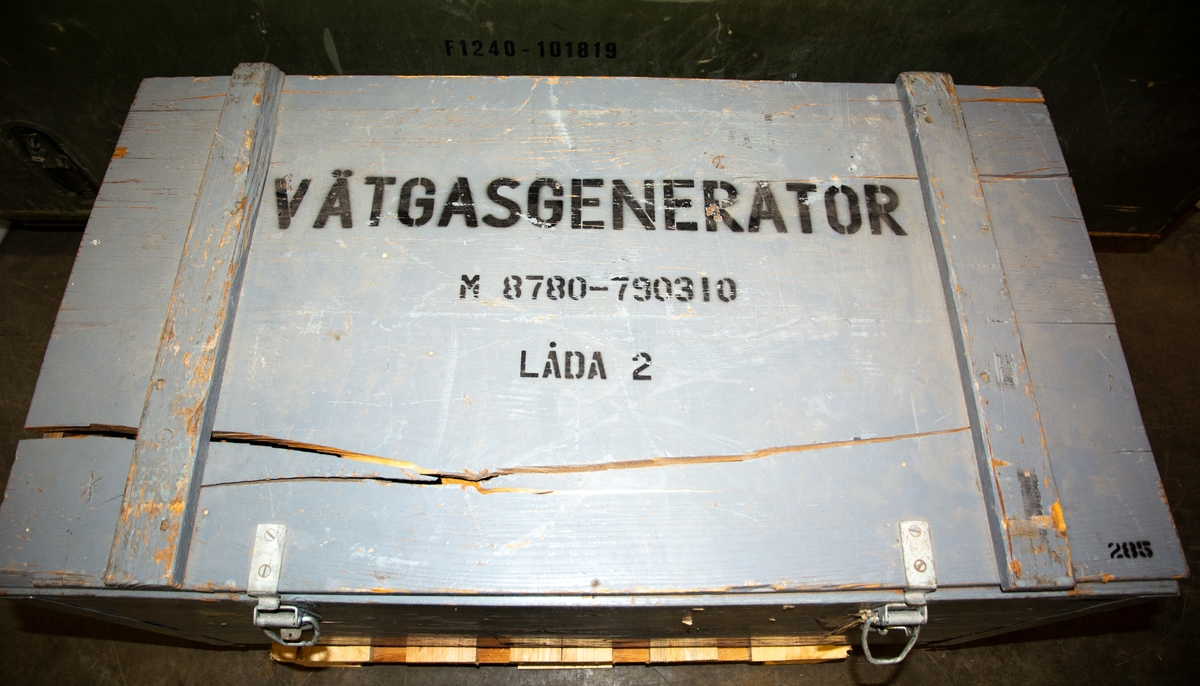 F1240-101819
VÄTGASGENERATOR
M 8780-790310
LÅDA 2
205